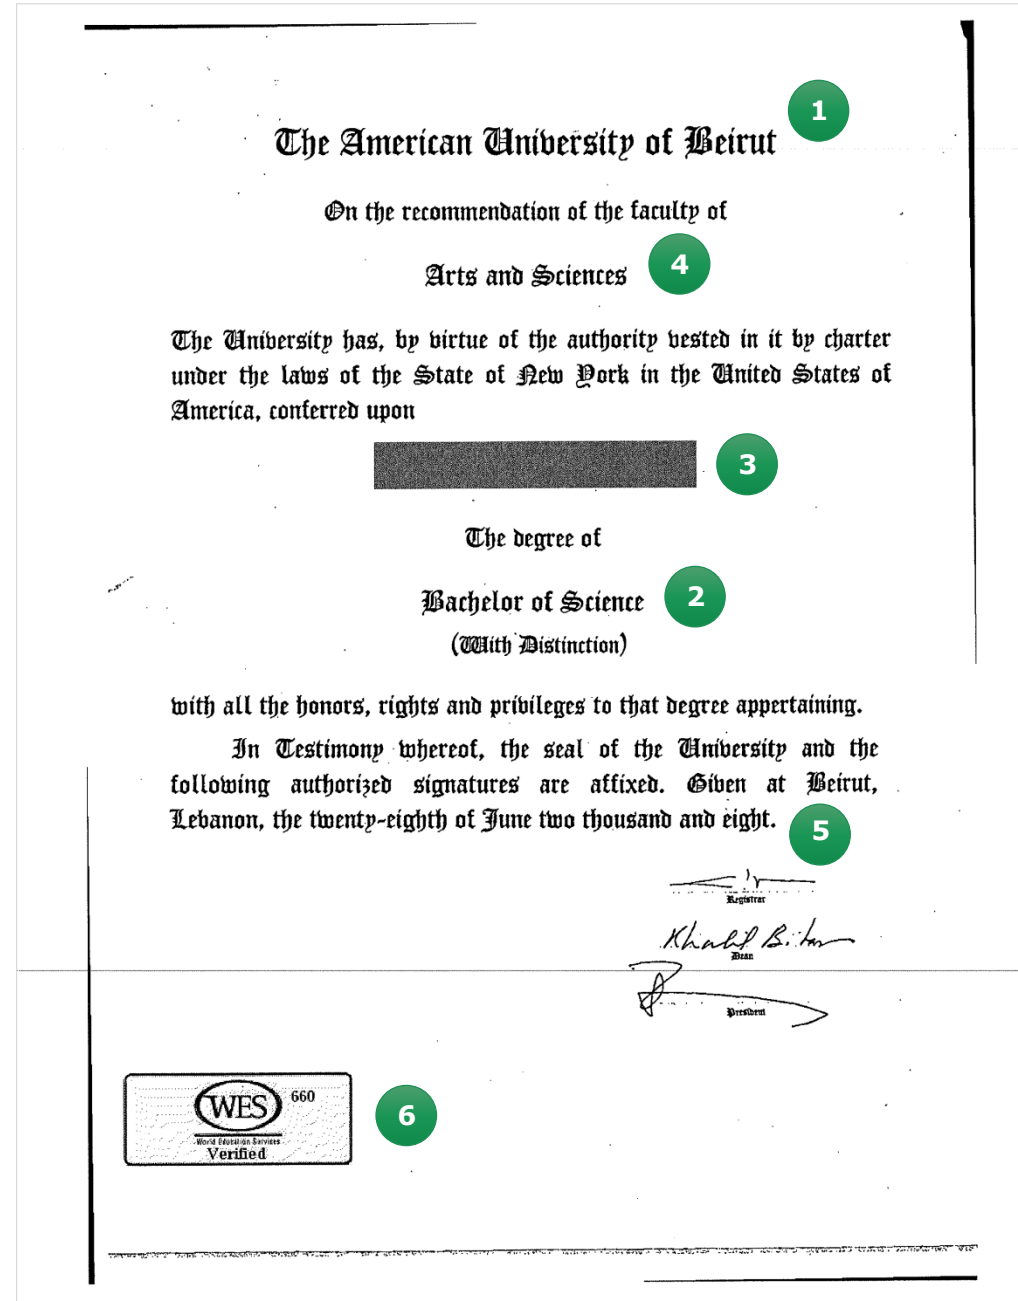 1
The American University of Beirut
On the recommendation of the faculty of
4
Arts and Sciences
The University has, by virtue of the authority vested in it by charter
under the laws of the State of New York in the United States of
America, conferred upon
3
The degree of
2
Bachelor of Science
(With Distinction)
with all the honors, rights and privileges to that degree appertaining.
In Testimony whereof, the seal of the University and the
following authorized signatures are affixed. Given at Beirut,
Lebanon, the twenty-eighth of June two thousand and eight.
5
Registrar
Khalil Bitar
Dean
President
WES 660
World Education Services
Verified
6